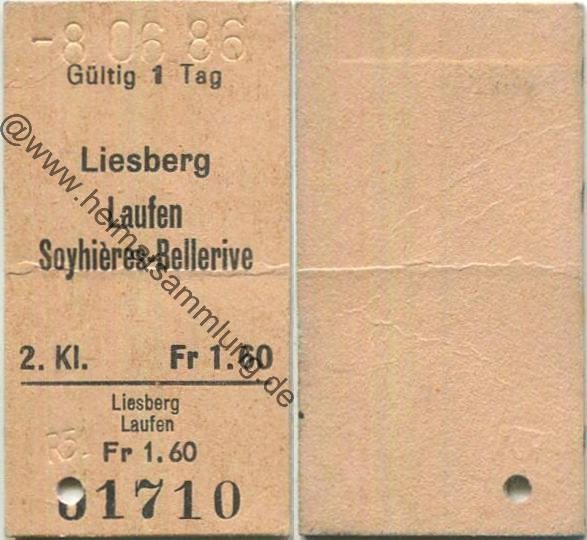 -8 06 86
Gültig 1 Tag
Liesberg
Laufen
Soyhières-Bellerive
2. Kl. Fr 1.60
Liesberg
Laufen
Fr 1.60
01710
@www.heimatsammlung.de